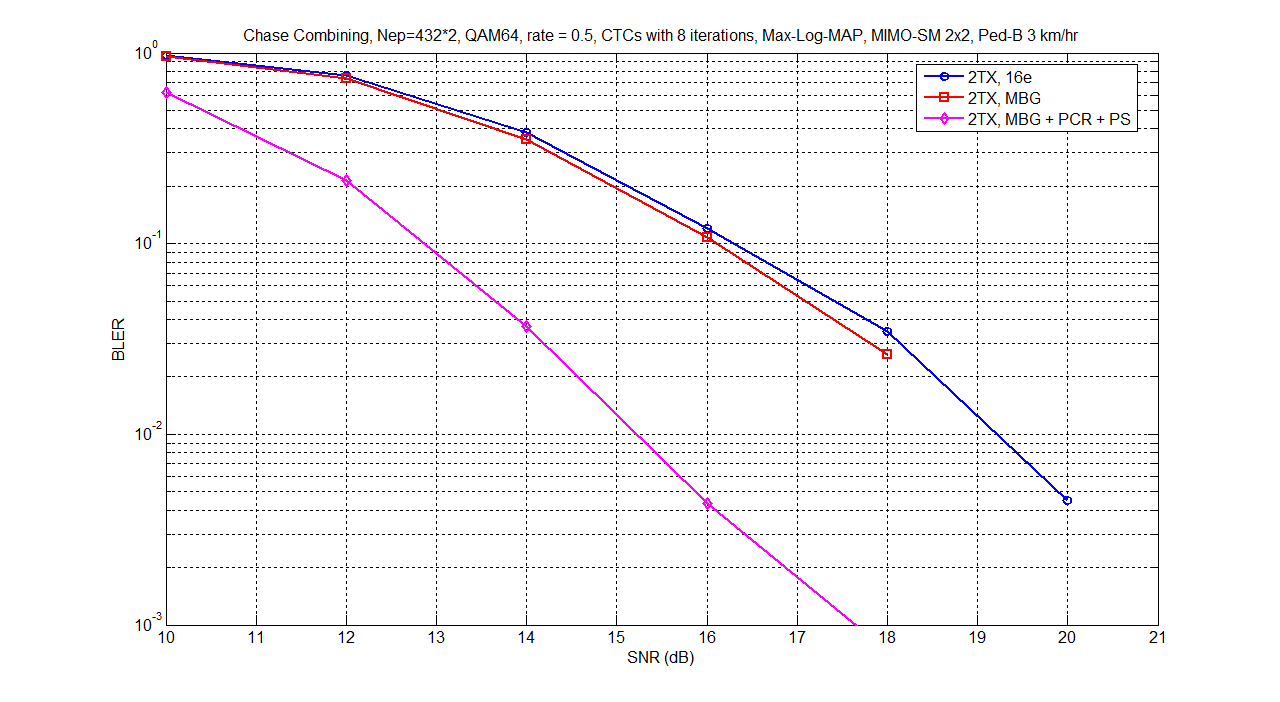 Chase Combining, Nep=432*2, QAM64, rate = 0.5, CTCs with 8 iterations, Max-Log-MAP, MIMO-SM 2x2, Ped-B 3 km/hr
10^0
2TX, 16e
2TX, MBG
2TX, MBG + PCR + PS
10^-1
BLER
10^-2
10^-3
10 11 12 13 14 15 16 17 18 19 20 21
SNR (dB)